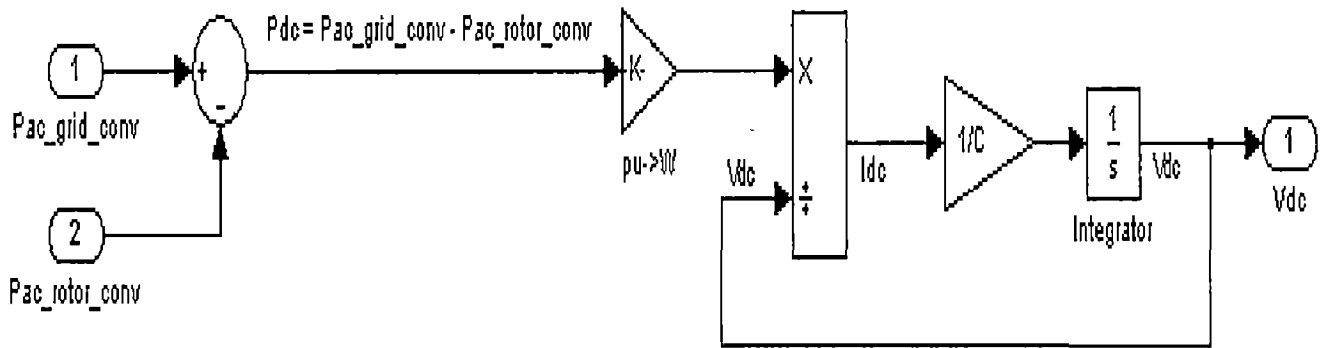 Pdc = Pac_grid_conv - Pac_rotor_conv
1
+
-
Pac_grid_conv
-K-
pu->W
X
÷
Vdc
Idc
1/C
1
s
Integrator
Vdc
1
Vdc
2
Pac_rotor_conv